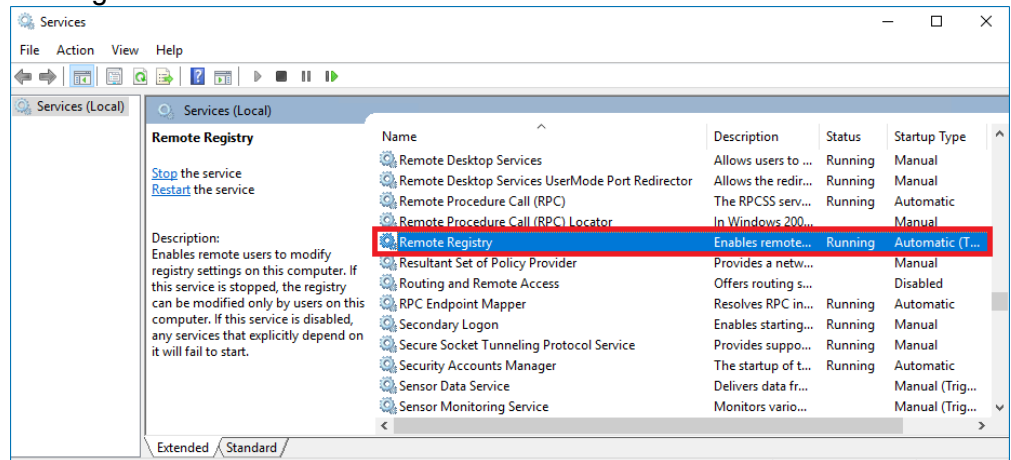 Services
File Action View Help
Services (Local)
Services (Local)
Remote Registry
Stop the service
Restart the service
Description:
Enables remote users to modify
registry settings on this computer. If
this service is stopped, the registry
can be modified only by users on this
computer. If this service is disabled,
any services that explicitly depend on
it will fail to start.
Name Description Status Startup Type
Remote Desktop Services Allows users to ... Running Manual
Remote Desktop Services UserMode Port Redirector Allows the redir... Running Manual
Remote Procedure Call (RPC) The RPCSS serv... Running Automatic
Remote Procedure Call (RPC) Locator In Windows 200... Manual
Remote Registry Enables remote... Running Automatic (T...
Resultant Set of Policy Provider Provides a netw... Manual
Routing and Remote Access Offers routing s... Disabled
RPC Endpoint Mapper Resolves RPC in... Running Automatic
Secondary Logon Enables starting... Running Manual
Secure Socket Tunneling Protocol Service Provides suppo... Running Manual
Security Accounts Manager The startup of t... Running Automatic
Sensor Data Service Delivers data fr... Manual (Trig...
Sensor Monitoring Service Monitors vario... Manual (Trig...
Extended Standard